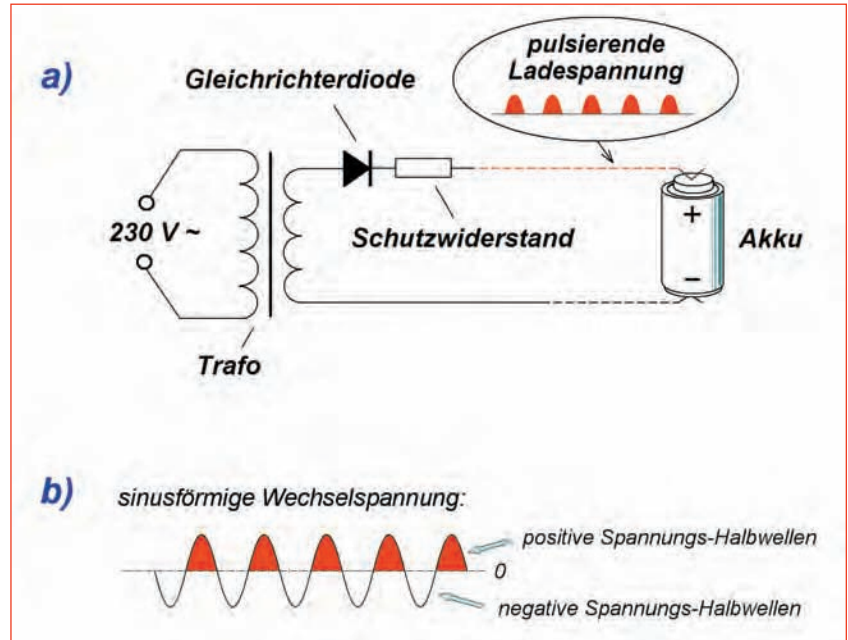 a)
pulsierende
Ladespannung
Gleichrichterdiode
230 V ~
Schutzwiderstand
+
−
Akku
Trafo
b)
sinusförmige Wechselspannung:
positive Spannungs-Halbwellen
0
negative Spannungs-Halbwellen